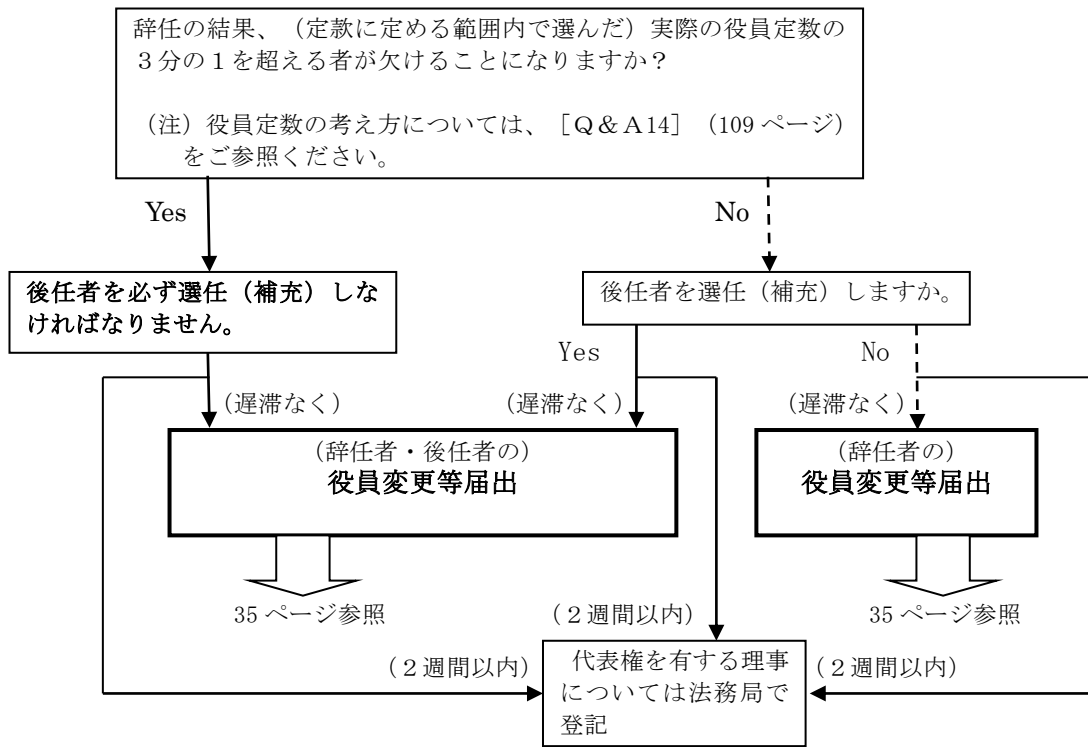 辞任の結果、（定款に定める範囲内で選んだ）実際の役員定数の
３分の１を超える者が欠けることになりますか？
（注）役員定数の考え方については、［Ｑ＆Ａ14］（109 ページ）
をご参照ください。
Yes
No
後任者を必ず選任（補充）しな
ければなりません。
後任者を選任（補充）しますか。
Yes
No
（遅滞なく）
（遅滞なく）
（遅滞なく）
（辞任者・後任者の）
役員変更等届出
（辞任者の）
役員変更等届出
35 ページ参照
35 ページ参照
（２週間以内）
（２週間以内）
（２週間以内）
代表権を有する理事
については法務局で
登記